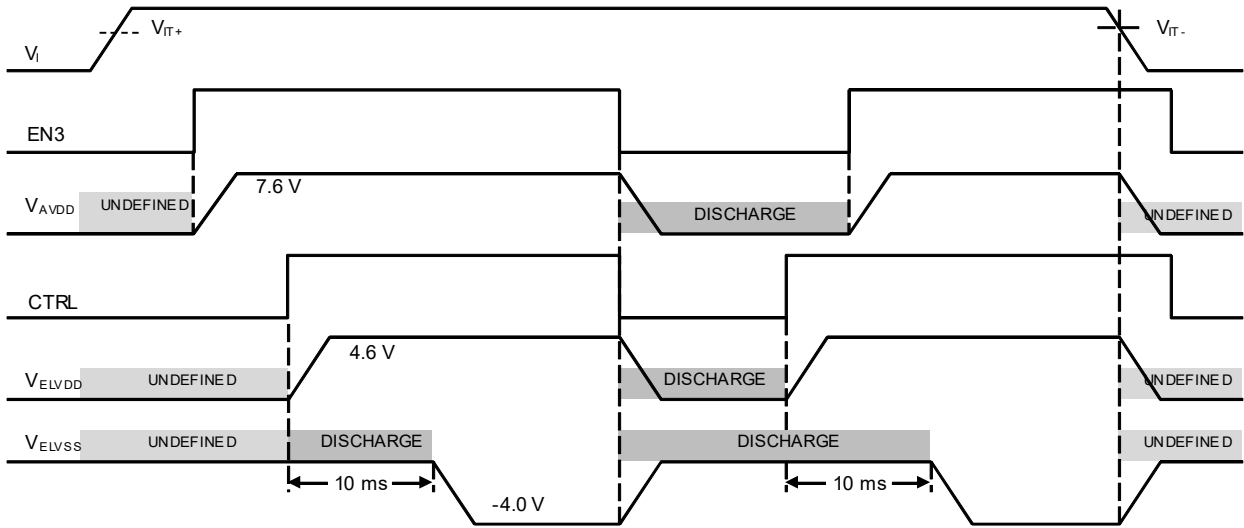 VIT+
VI
VIT-
EN3
7.6 V
VAVDD
UNDEFINED
DISCHARGE
UNDEFINED
CTRL
4.6 V
VELVDD
UNDEFINED
DISCHARGE
UNDEFINED
VELVSS
UNDEFINED
DISCHARGE
DISCHARGE
UNDEFINED
10 ms
10 ms
-4.0 V